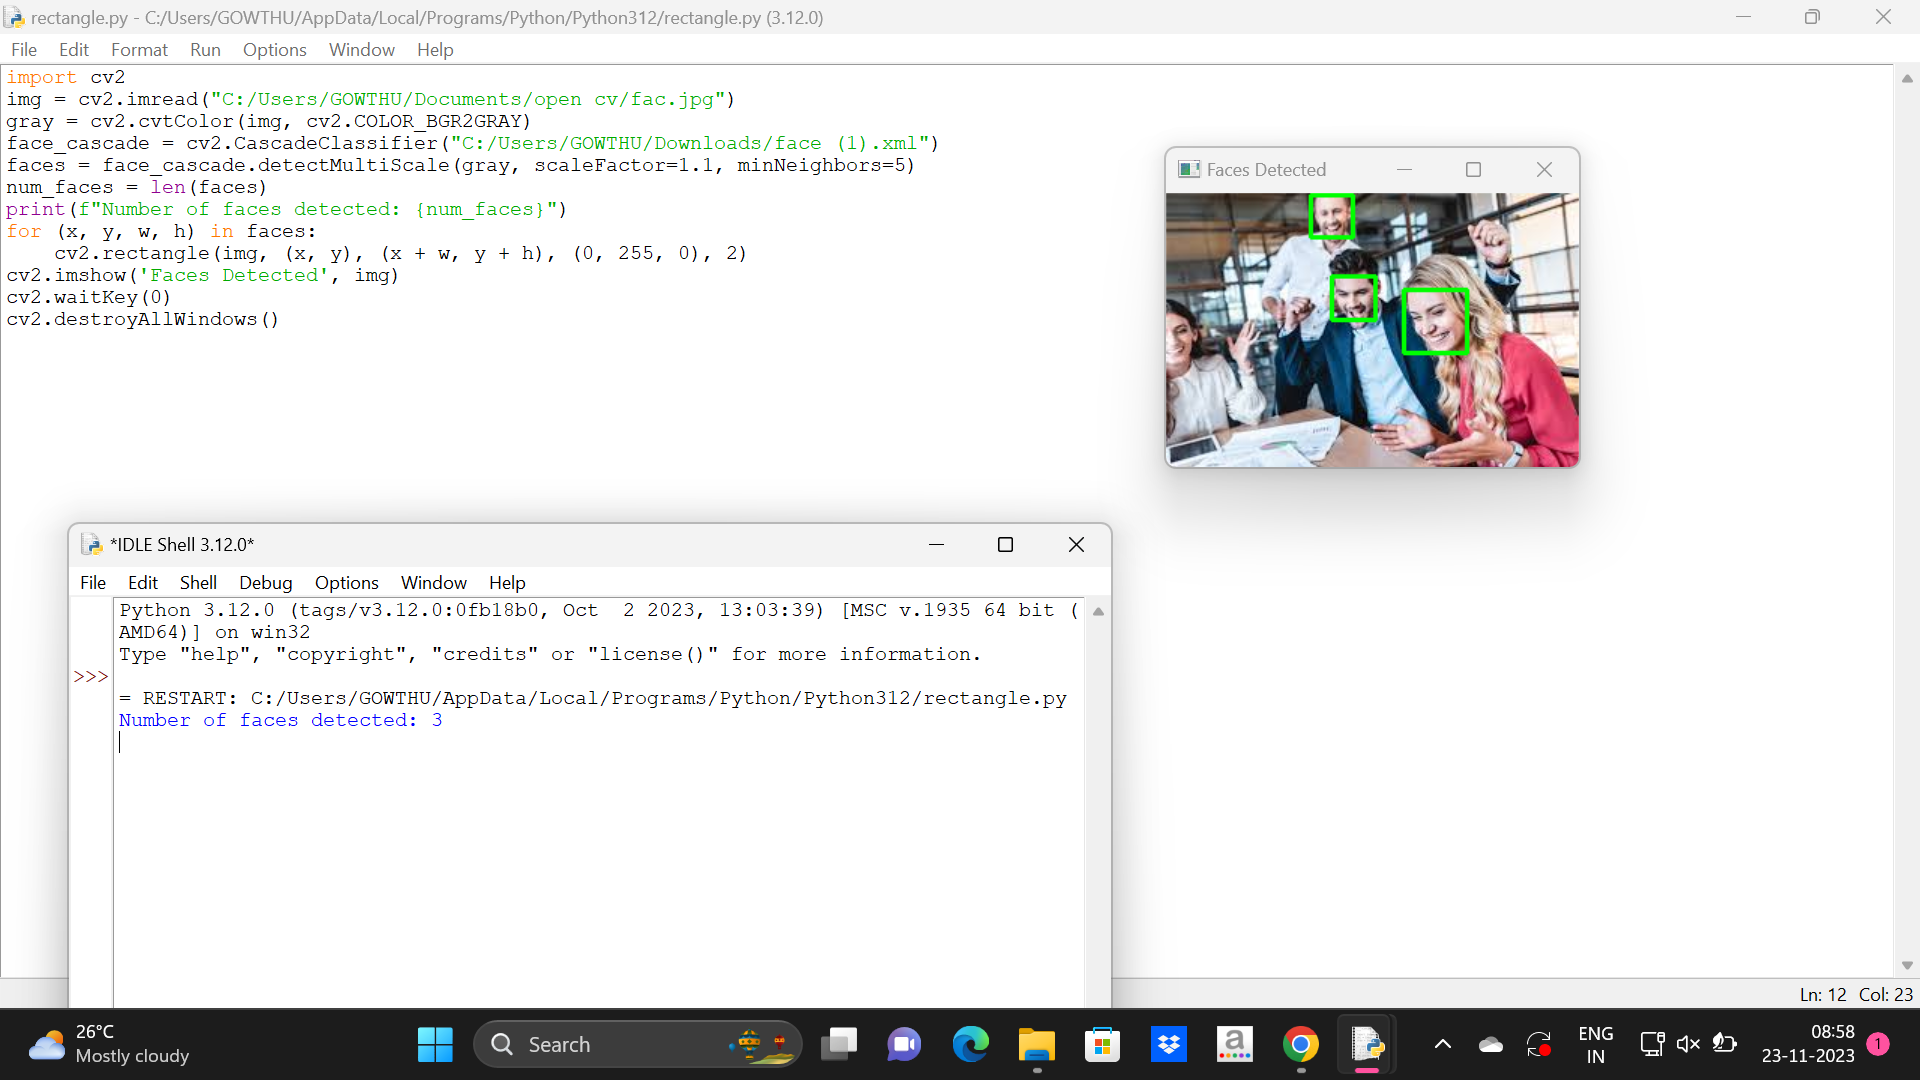 rectangle.py - C:/Users/GOWTHU/AppData/Local/Programs/Python/Python312/rectangle.py (3.12.0)
File Edit Format Run Options Window Help
import cv2
img = cv2.imread("C:/Users/GOWTHU/Documents/open cv/fac.jpg")
gray = cv2.cvtColor(img, cv2.COLOR_BGR2GRAY)
face_cascade = cv2.CascadeClassifier("C:/Users/GOWTHU/Downloads/face (1).xml")
faces = face_cascade.detectMultiScale(gray, scaleFactor=1.1, minNeighbors=5)
num_faces = len(faces)
print(f"Number of faces detected: {num_faces}")
for (x, y, w, h) in faces:
    cv2.rectangle(img, (x, y), (x + w, y + h), (0, 255, 0), 2)
cv2.imshow('Faces Detected', img)
cv2.waitKey(0)
cv2.destroyAllWindows()
Faces Detected
*IDLE Shell 3.12.0*
File Edit Shell Debug Options Window Help
Python 3.12.0 (tags/v3.12.0:0fb18b0, Oct  2 2023, 13:03:39) [MSC v.1935 64 bit (
AMD64)] on win32
Type "help", "copyright", "credits" or "license()" for more information.
>>>
= RESTART: C:/Users/GOWTHU/AppData/Local/Programs/Python/Python312/rectangle.py
Number of faces detected: 3
Ln: 12 Col: 23
26°C
Mostly cloudy
Search
a
ENG
IN
08:58
23-11-2023
1